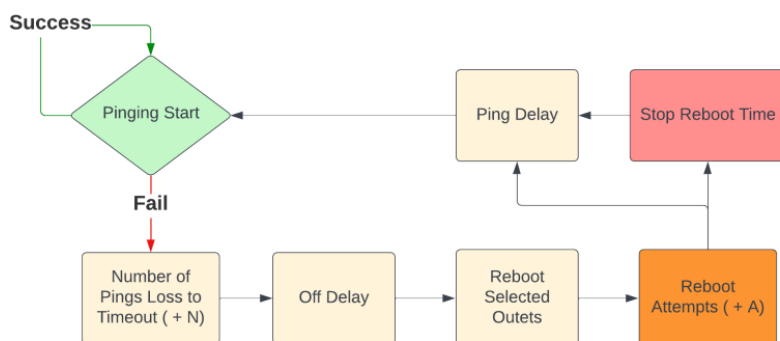 Success
Pinging Start
Ping Delay
Stop Reboot Time
Fail
Number of
Pings Loss to
Timeout ( + N)
Off Delay
Reboot
Selected
Outets
Reboot
Attempts ( + A)